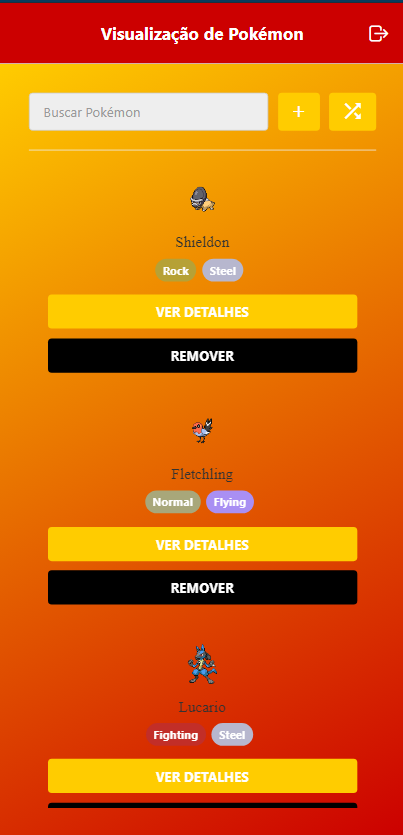 Visualização de Pokémon
Buscar Pokémon
+
Shieldon
Rock Steel
VER DETALHES
REMOVER
Fletchling
Normal Flying
VER DETALHES
REMOVER
Lucario
Fighting Steel
VER DETALHES